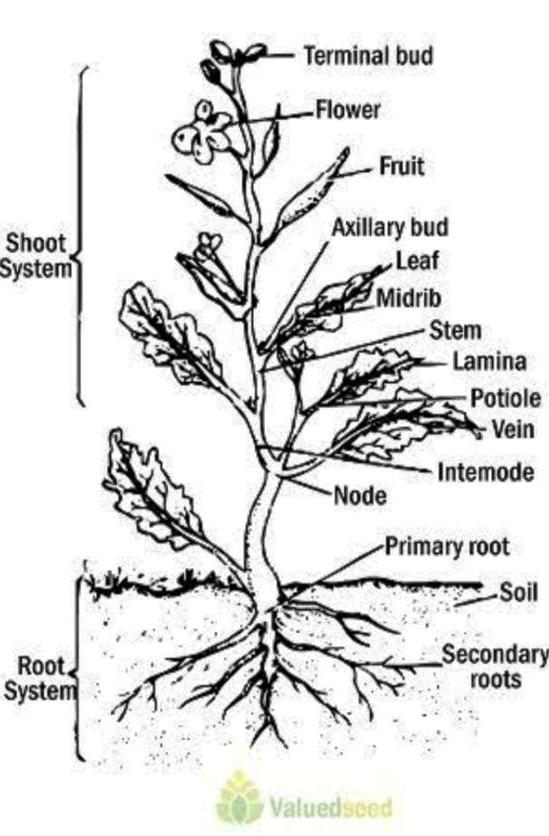 Terminal bud
Flower
Fruit
Axillary bud
Leaf
Midrib
Stem
Lamina
Potiole
Vein
Intemode
Node
Primary root
Soil
Secondary
roots
Shoot
System
Root
System
Valuedseed